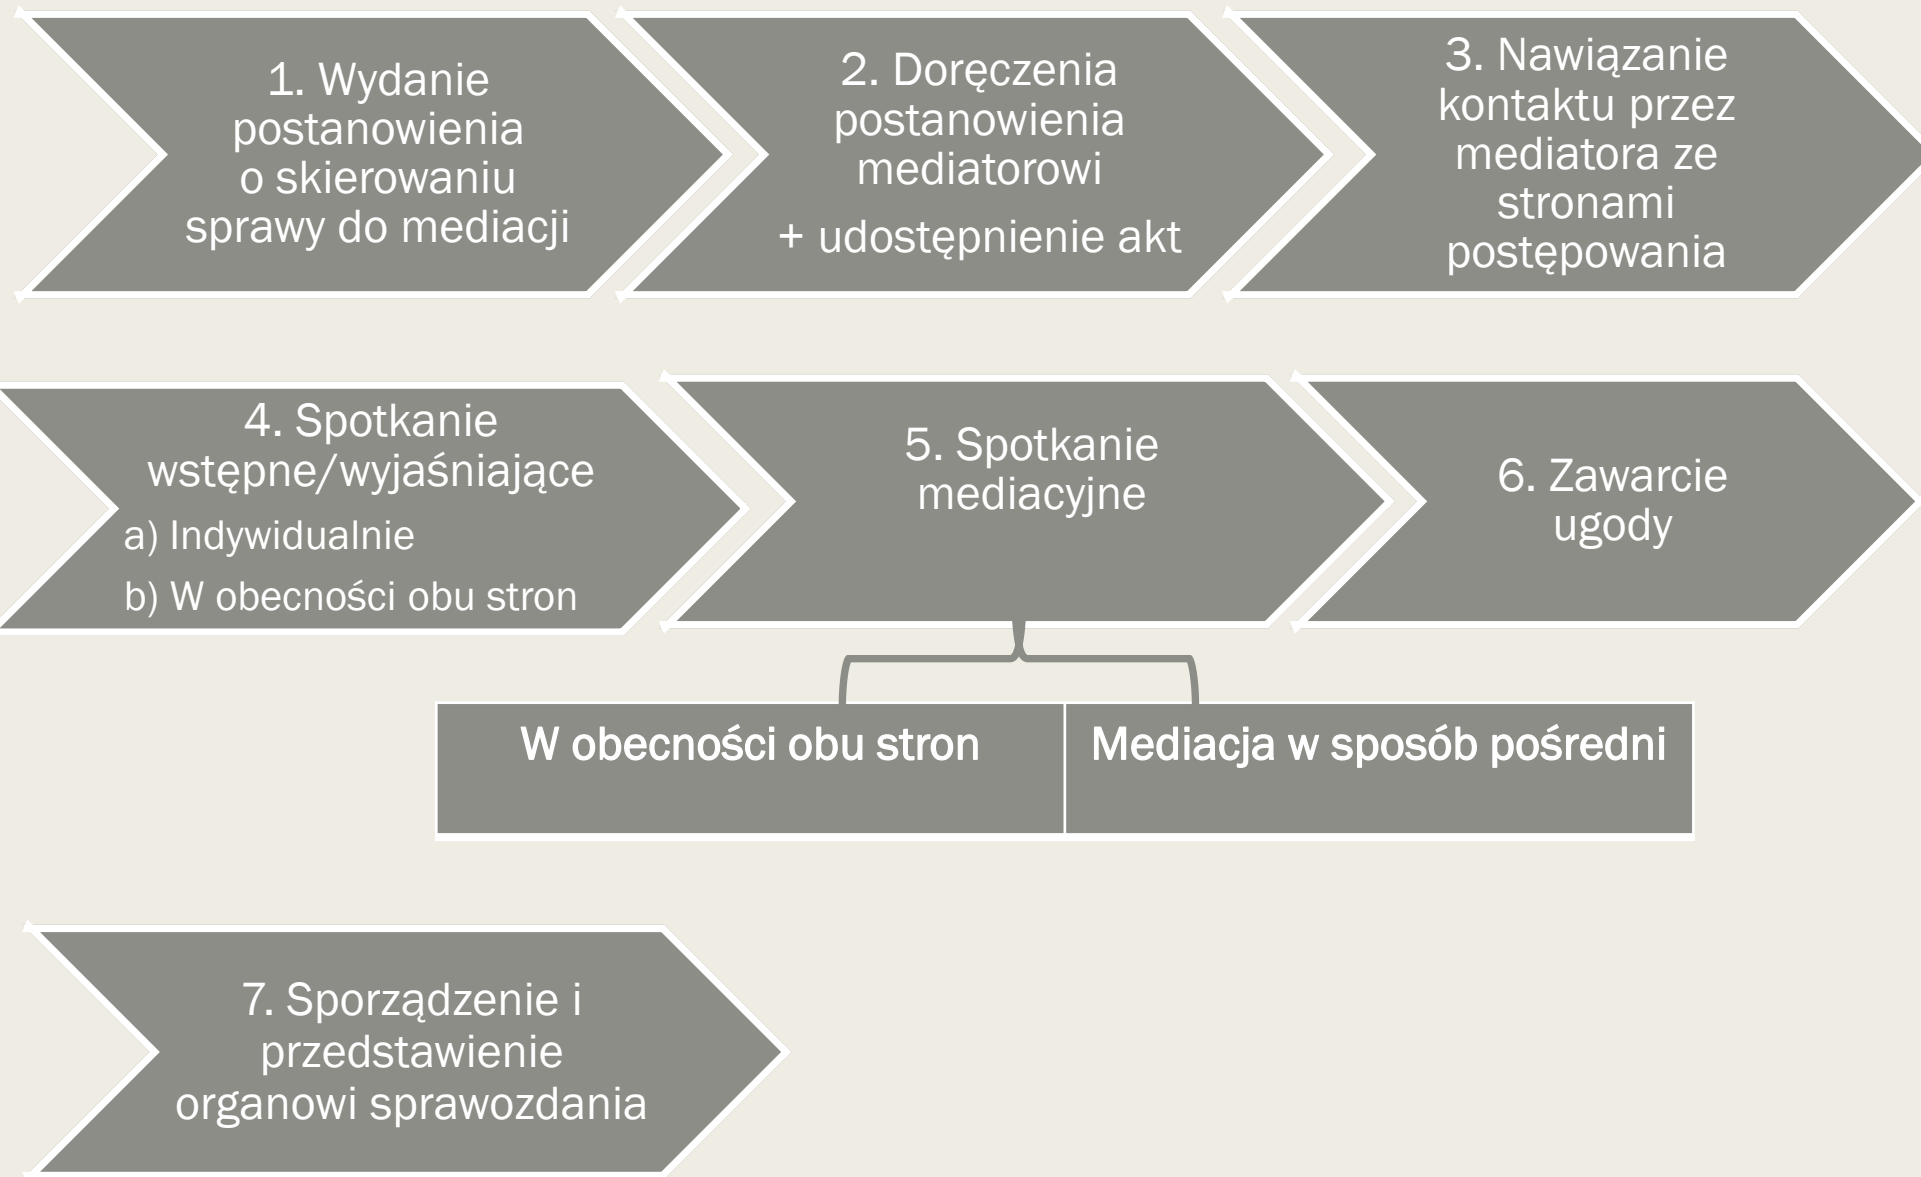 1. Wydanie
postanowienia
o skierowaniu
sprawy do mediacji
2. Doręczenia
postanowienia
mediatorowi
+ udostępnienie akt
3. Nawiązanie
kontaktu przez
mediatora ze
stronami
postępowania
4. Spotkanie
wstępne/wyjaśniające
a) Indywidualnie
b) W obecności obu stron
5. Spotkanie
mediacyjne
6. Zawarcie
ugody
W obecności obu stron
Mediacja w sposób pośredni
7. Sporządzenie i
przedstawienie
organowi sprawozdania